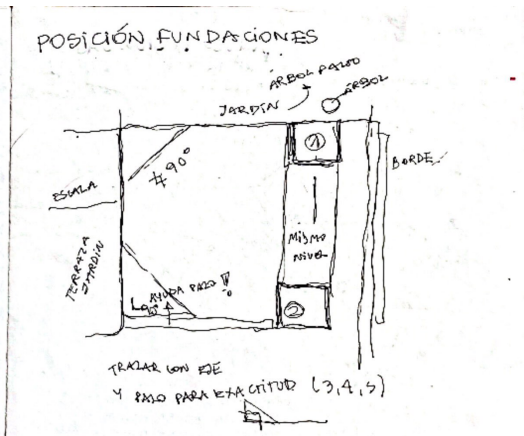 POSICIÓN FUNDACIONES
ARBOL PALTO
ARBOL
JARDÍN
1
BORDE
∡ 90°
ESCALA
MISMO
NIVEL
TERRAZA
JARDÍN
AYUDA PALO !
2
TRAZAR CON EJE
Y PALO PARA EXACTITUD (3,4,5)